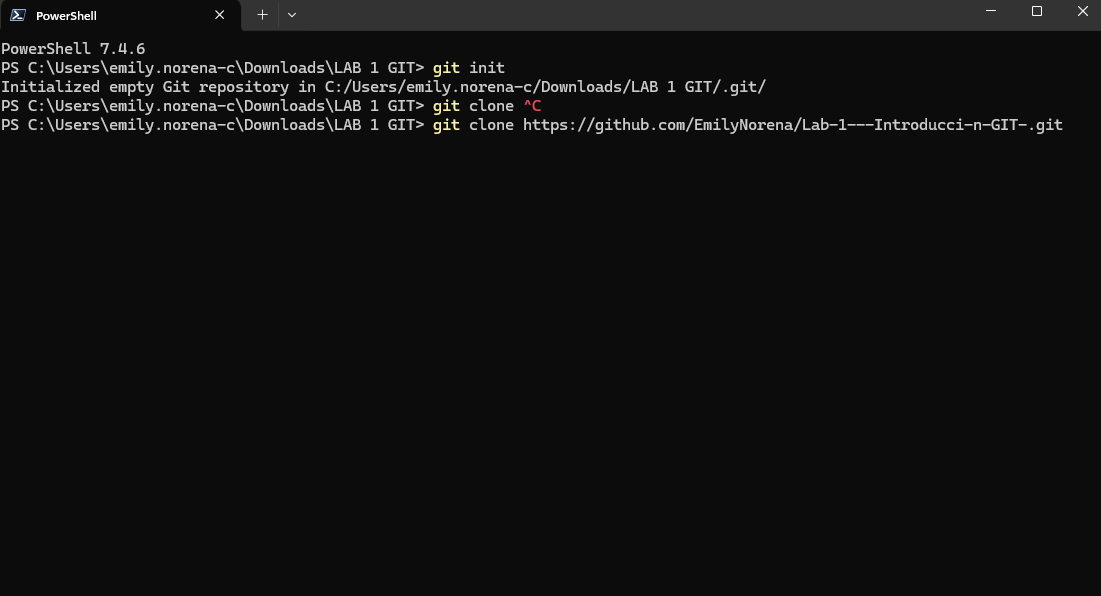 PowerShell
PowerShell 7.4.6
PS C:\Users\emily.norena-c\Downloads\LAB 1 GIT> git init
Initialized empty Git repository in C:/Users/emily.norena-c/Downloads/LAB 1 GIT/.git/
PS C:\Users\emily.norena-c\Downloads\LAB 1 GIT> git clone ^C
PS C:\Users\emily.norena-c\Downloads\LAB 1 GIT> git clone https://github.com/EmilyNorena/Lab-1---Introducci-n-GIT-.git